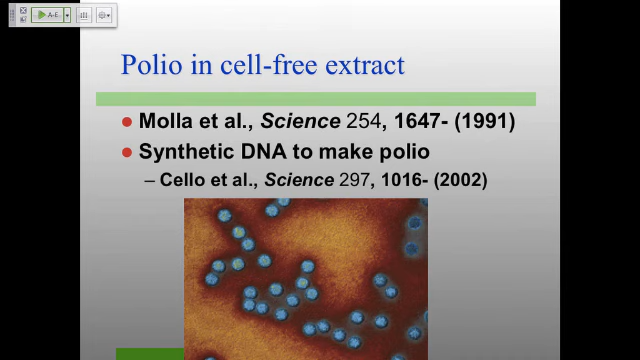 A-E
Polio in cell-free extract
Molla et al., Science 254, 1647- (1991)
Synthetic DNA to make polio
– Cello et al., Science 297, 1016- (2002)